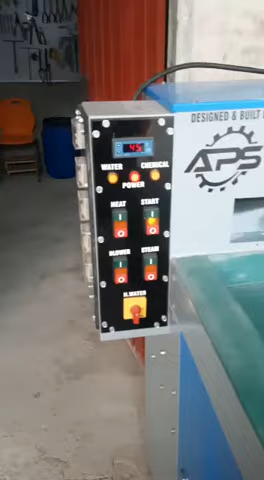 DESIGNED & BUILT
APS
45
WATER CHEMICAL
POWER
HEAT START
BLOWER STEAM
H.WATER